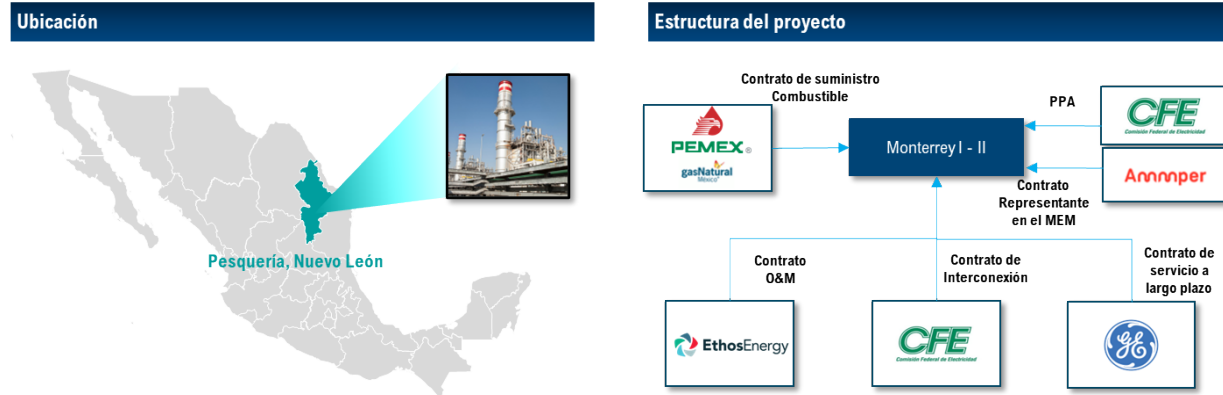 Ubicación
Pesquería, Nuevo León
Estructura del proyecto
Contrato de suministro
Combustible
PEMEX®
gasNatural
México
Monterrey I - II
PPA
CFE
Comisión Federal de Electricidad
Ammper
Contrato
Representante
en el MEM
Contrato
O&M
EthosEnergy
Contrato de
Interconexión
CFE
Comisión Federal de Electricidad
Contrato de
servicio a
largo plazo
GE